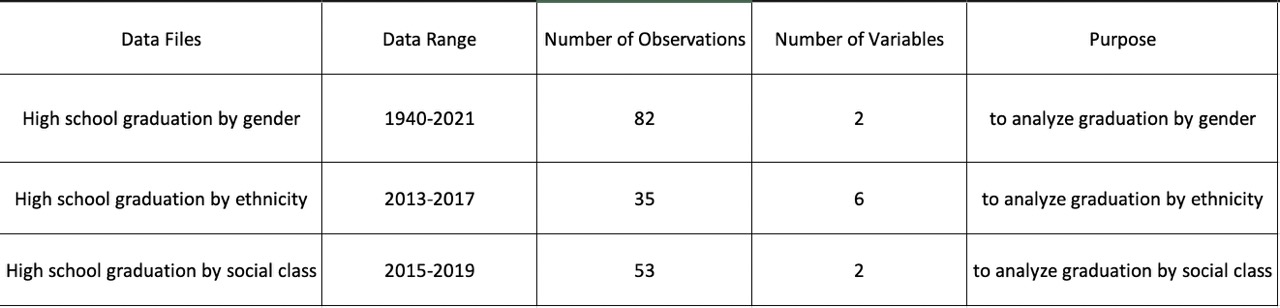 Data Files Data Range Number of Observations Number of Variables Purpose
High school graduation by gender 1940-2021 82 2 to analyze graduation by gender
High school graduation by ethnicity 2013-2017 35 6 to analyze graduation by ethnicity
High school graduation by social class 2015-2019 53 2 to analyze graduation by social class